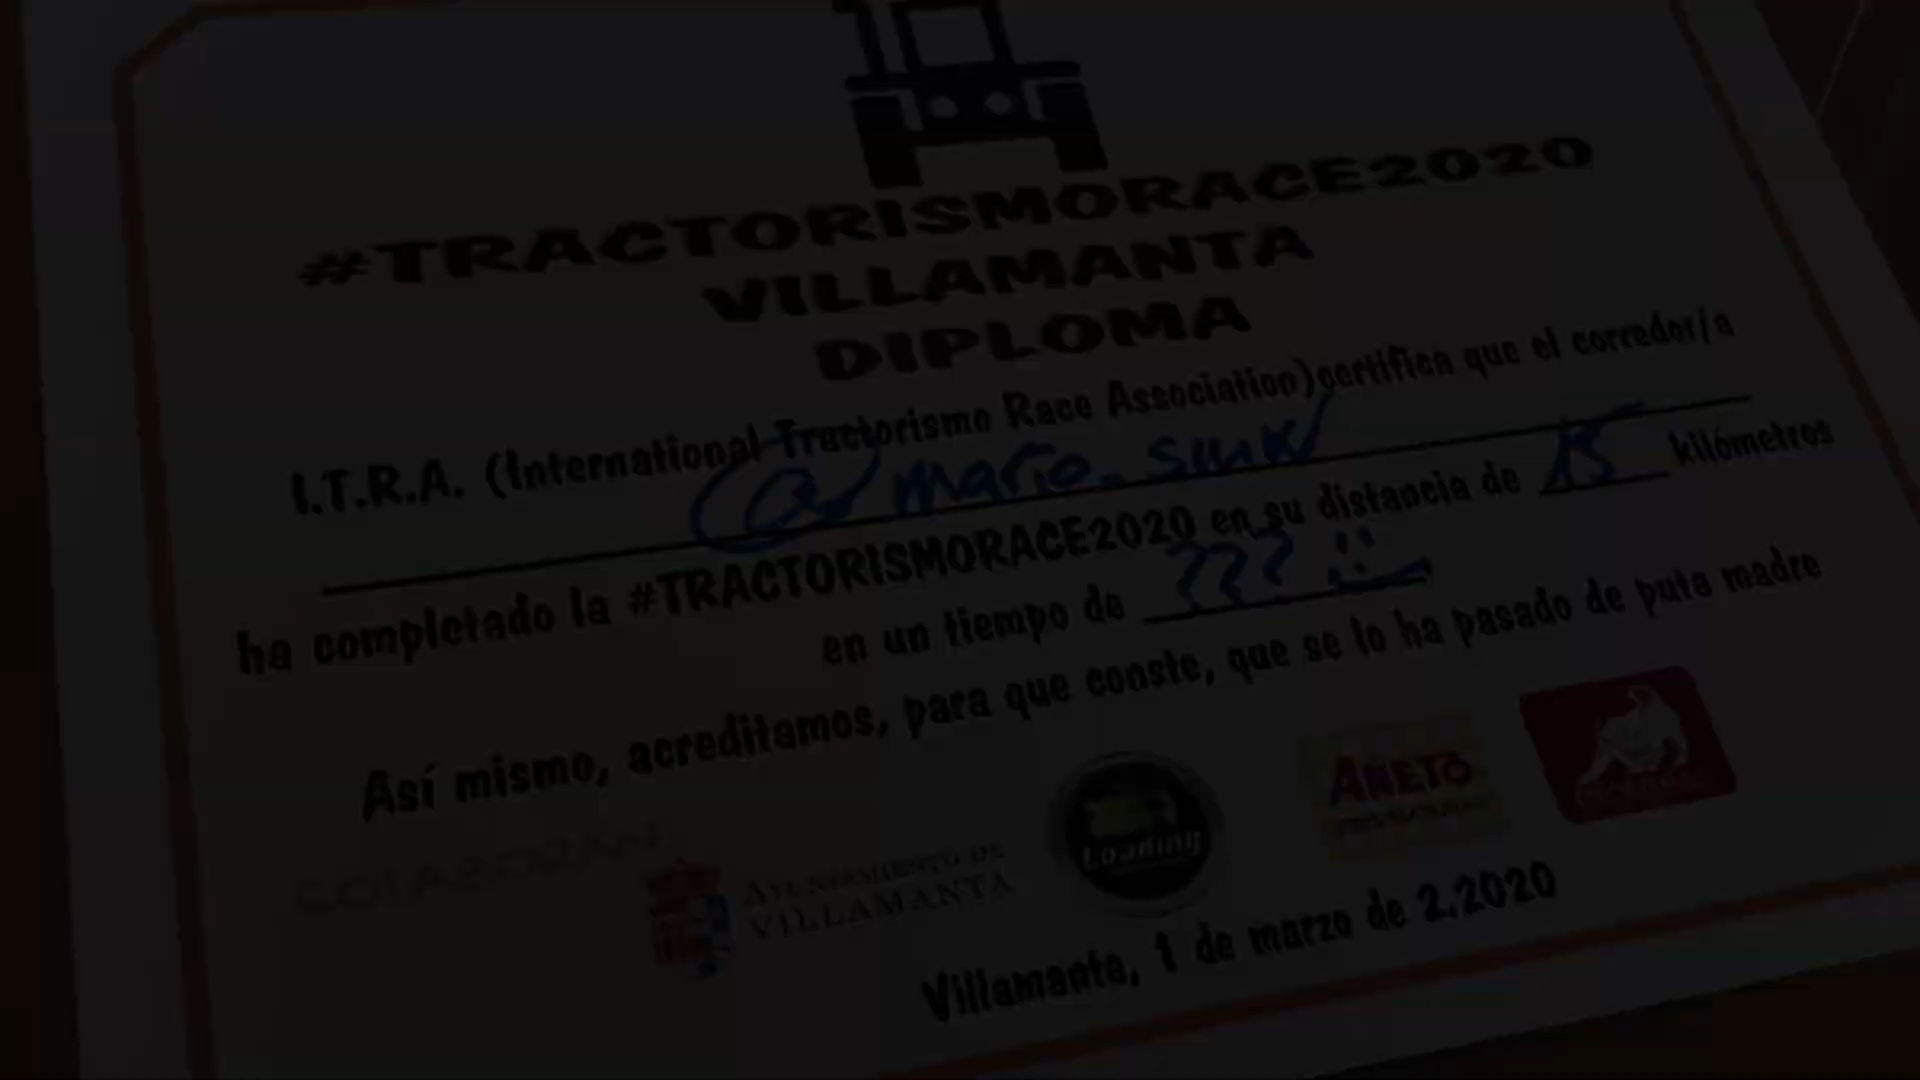 #TRACTORISMORACE2020
VILLAMANTA
DIPLOMA
I.T.R.A. (International Tractorismo Race Association)certifica que el corredor/a
@mario_smw
ha completado la #TRACTORISMORACE2020 en su distancia de 15 kilómetros
en un tiempo de ??? :)
Así mismo, acreditamos, para que conste, que se lo ha pasado de puta madre
COLABORAN
AYUNTAMIENTO DE
VILLAMANTA
Loading
ANETO
Villamanta, 1 de marzo de 2.2020